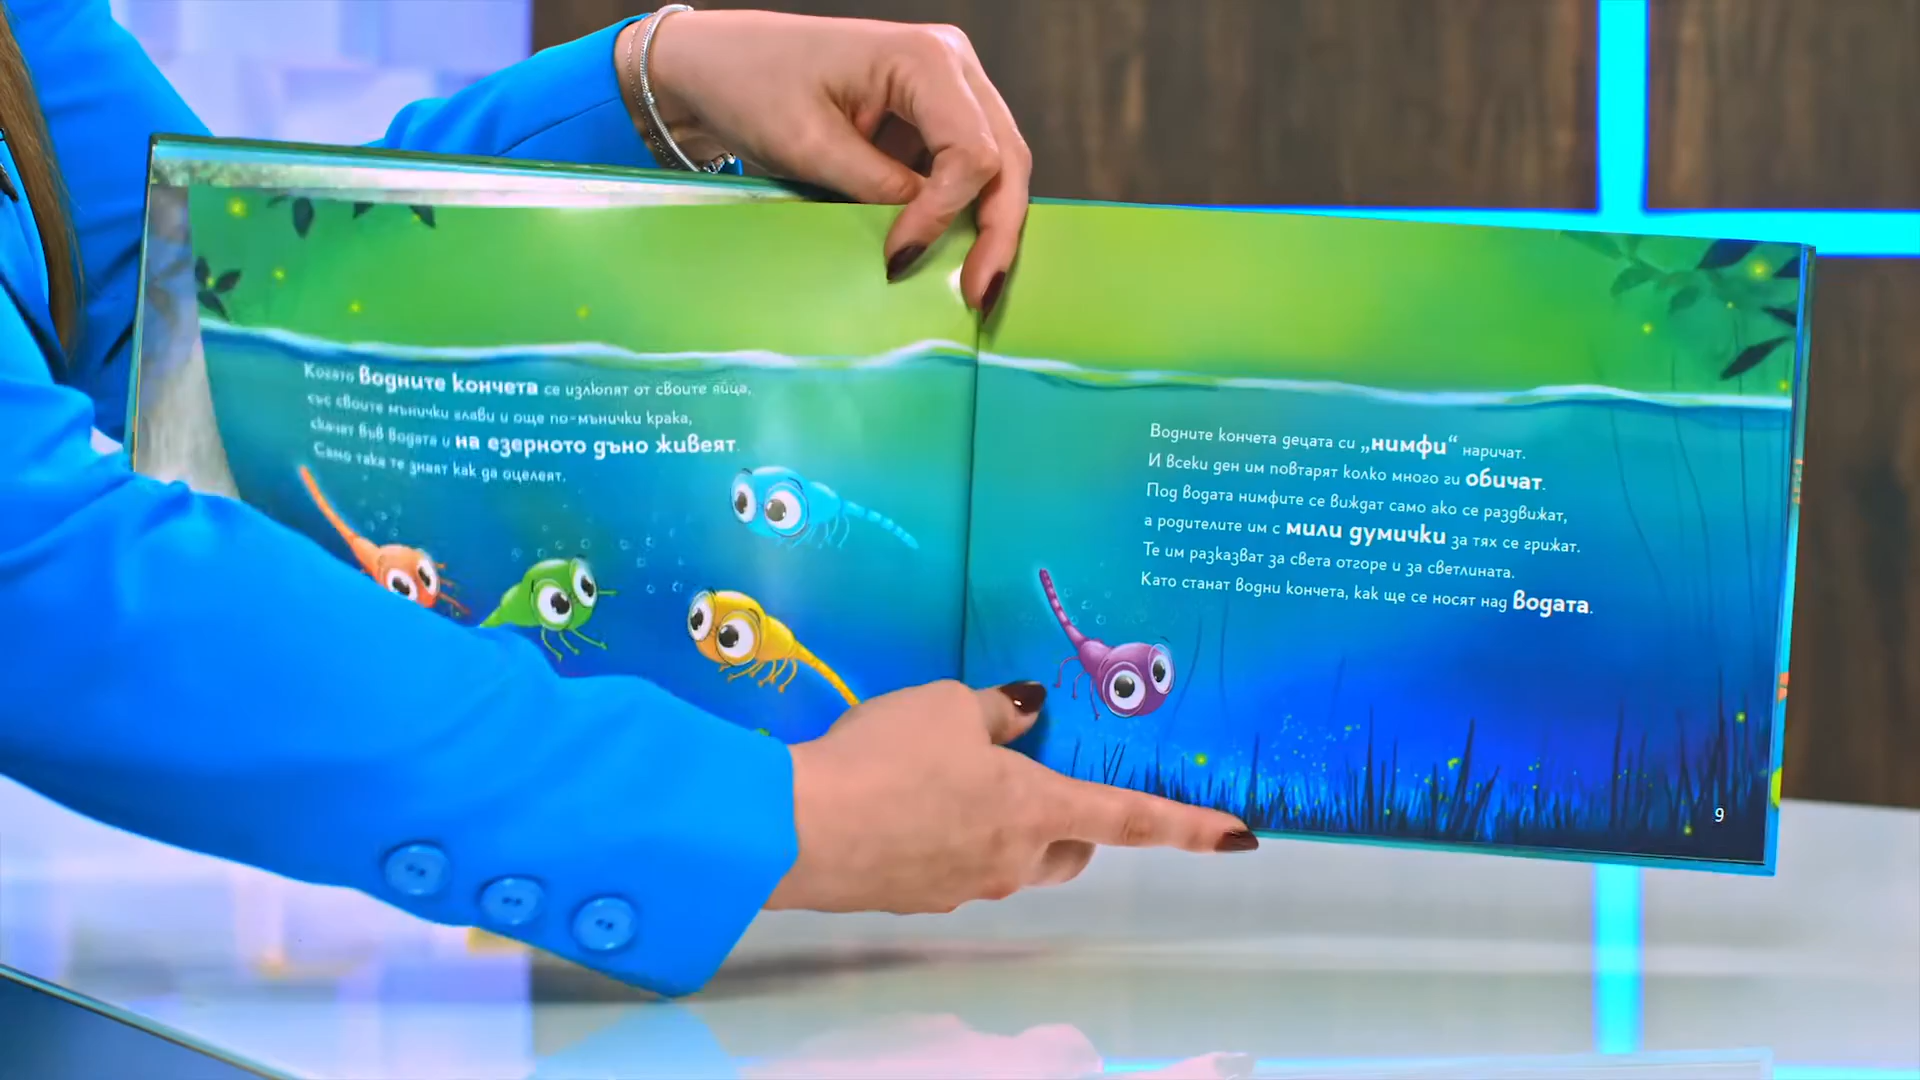 Когато водните кончета се излюпят от своите яйца,
със своите мънички глави и още по-мънички крака,
скачат във водата и на езерното дъно живеят.
Само така те знаят как да оцелеят.
Водните кончета децата си „нимфи“ наричат.
И всеки ден им повтарят колко много ги обичат.
Под водата нимфите се виждат само ако се раздвижат,
а родителите им с мили думички за тях се грижат.
Те им разказват за света отгоре и за светлината.
Като станат водни кончета, как ще се носят над водата.
9